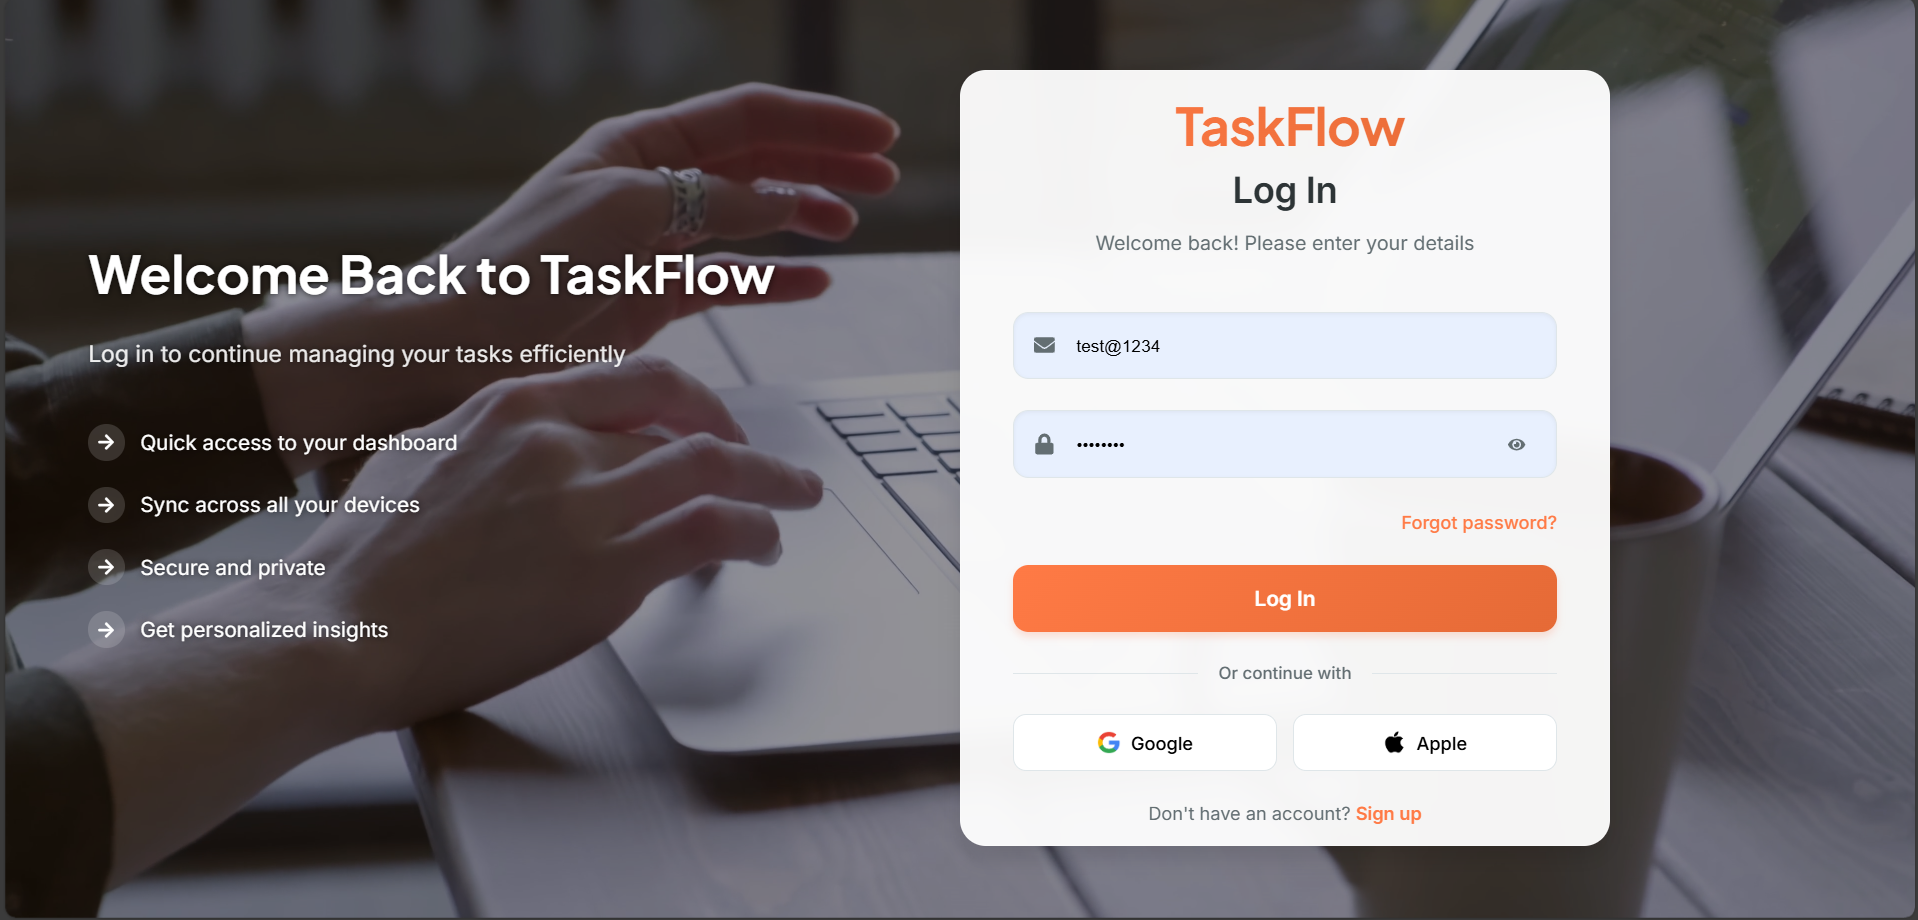 Welcome Back to TaskFlow
Log in to continue managing your tasks efficiently
Quick access to your dashboard
Sync across all your devices
Secure and private
Get personalized insights
TaskFlow
Log In
Welcome back! Please enter your details
test@1234
••••••••
Forgot password?
Log In
Or continue with
Google
Apple
Don't have an account? Sign up